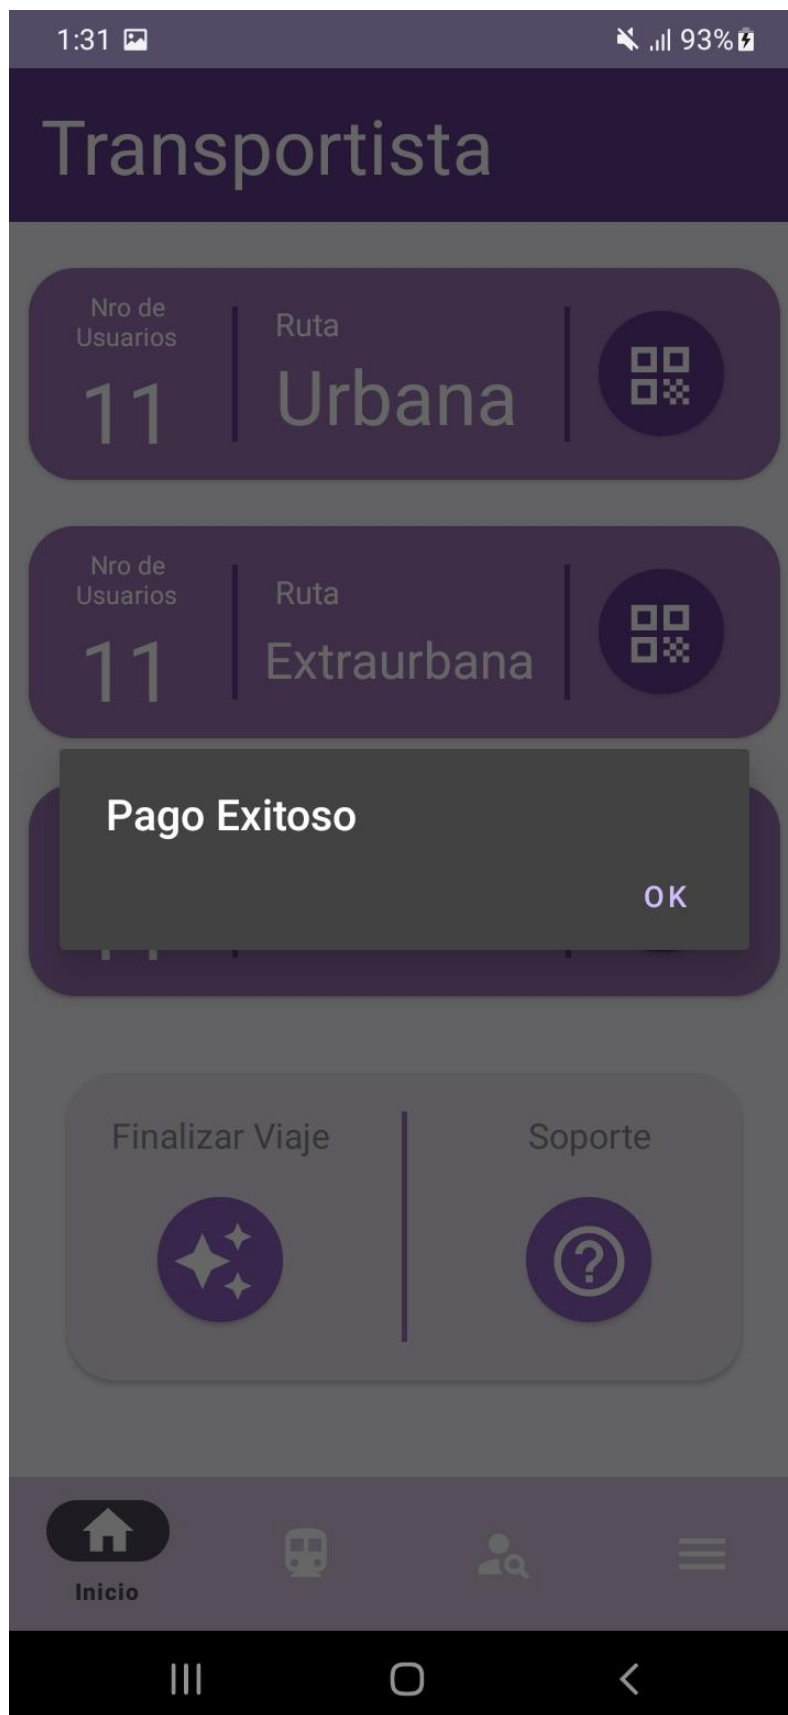 1:31
93%
Transportista
Nro de
Usuarios
11
Ruta
Urbana
Nro de
Usuarios
11
Ruta
Extraurbana
Pago Exitoso
OK
Finalizar Viaje
Soporte
Inicio